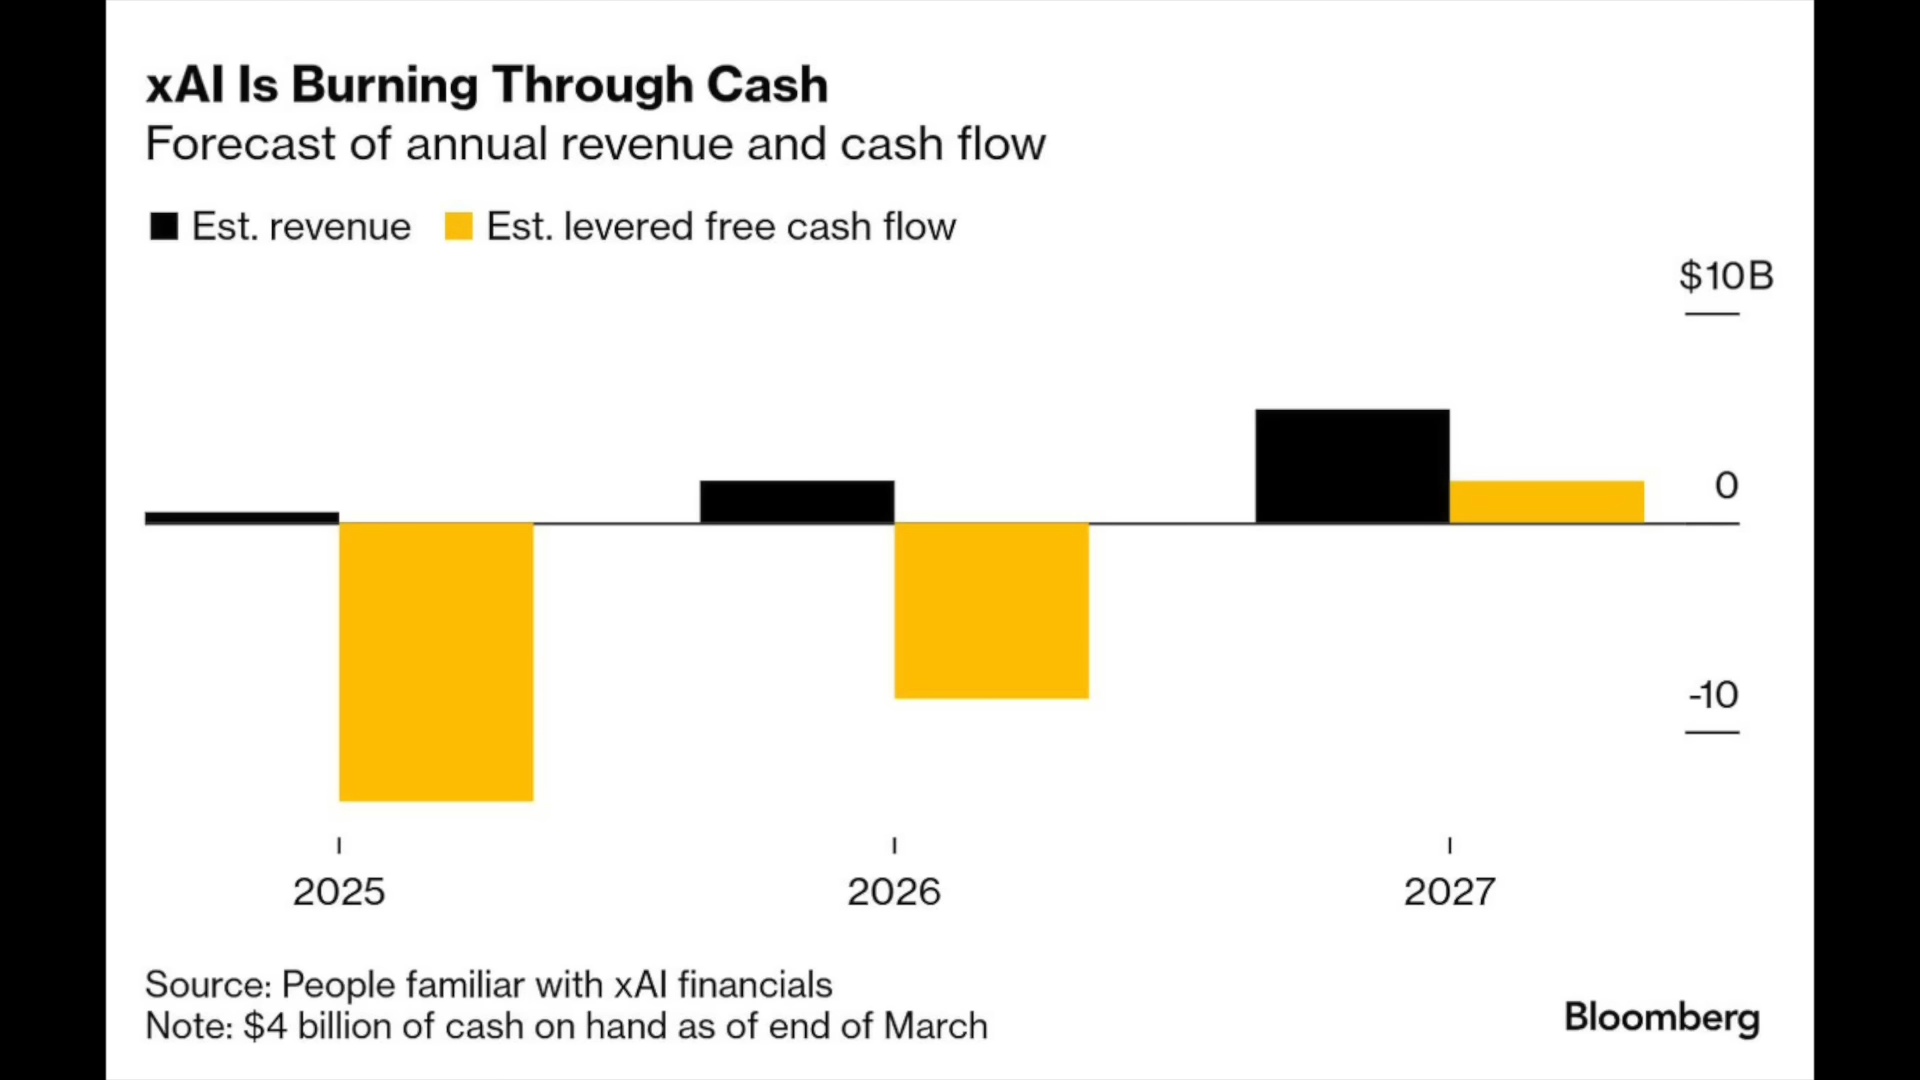 xAI Is Burning Through Cash
Forecast of annual revenue and cash flow
Est. revenue
Est. levered free cash flow
$10B
0
-10
2025
2026
2027
Source: People familiar with xAI financials
Note: $4 billion of cash on hand as of end of March
Bloomberg